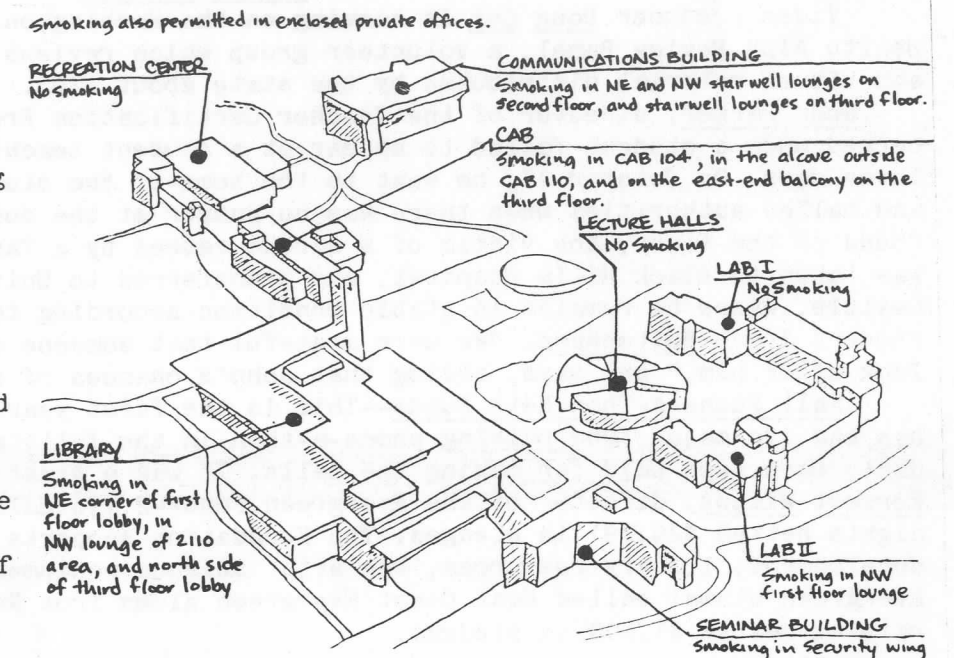 Smoking also permitted in enclosed private offices.
RECREATION CENTER
No Smoking
COMMUNICATIONS BUILDING
Smoking in NE and NW stairwell lounges on
second floor, and stairwell lounges on third floor.
CAB
Smoking in CAB 104, in the alcove outside
CAB 110, and on the east-end balcony on the
third floor.
LECTURE HALLS
No Smoking
LAB I
No Smoking
LIBRARY
Smoking in
NE corner of first
floor lobby, in
NW lounge of 2110
area, and north side
of third floor lobby
LAB II
Smoking in NW
first floor lounge
SEMINAR BUILDING
Smoking in Security wing